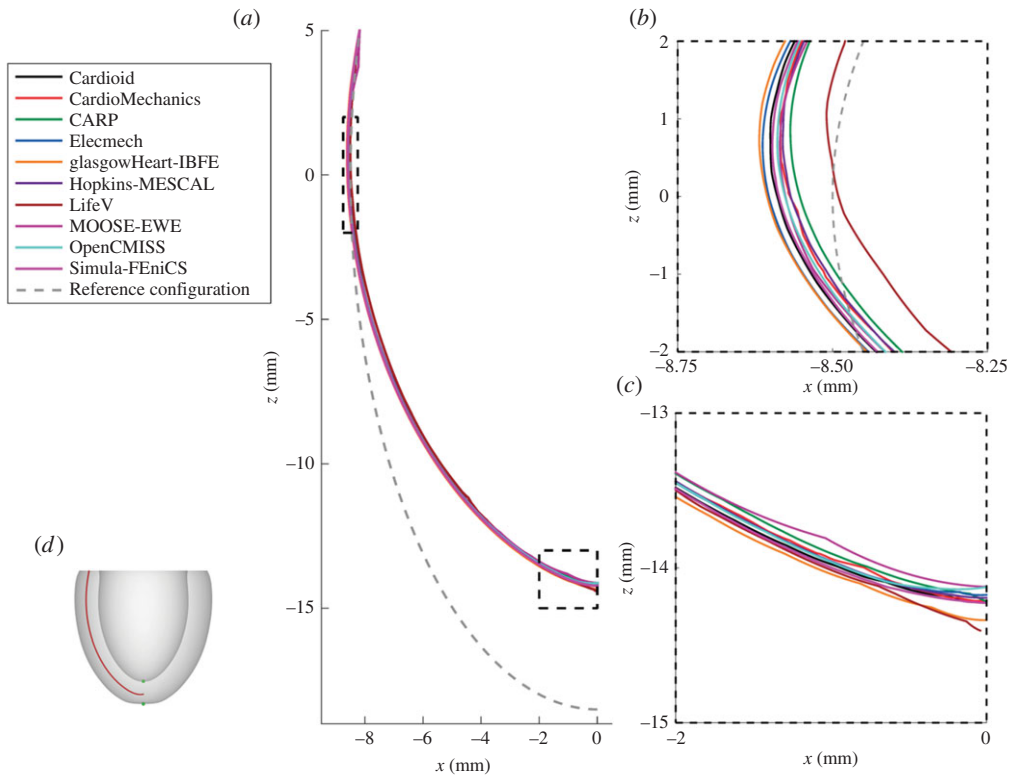 (a)
5
0
−5
−10
−15
z (mm)
−8
−6
−4
−2
0
x (mm)
Cardioid
CardioMechanics
CARP
Elecmech
glasgowHeart-IBFE
Hopkins-MESCAL
LifeV
MOOSE-EWE
OpenCMISS
Simula-FEniCS
Reference configuration
(b)
2
1
0
−1
−2
z (mm)
−8.75
−8.50
−8.25
x (mm)
(c)
−13
−14
−15
z (mm)
−2
0
x (mm)
(d)